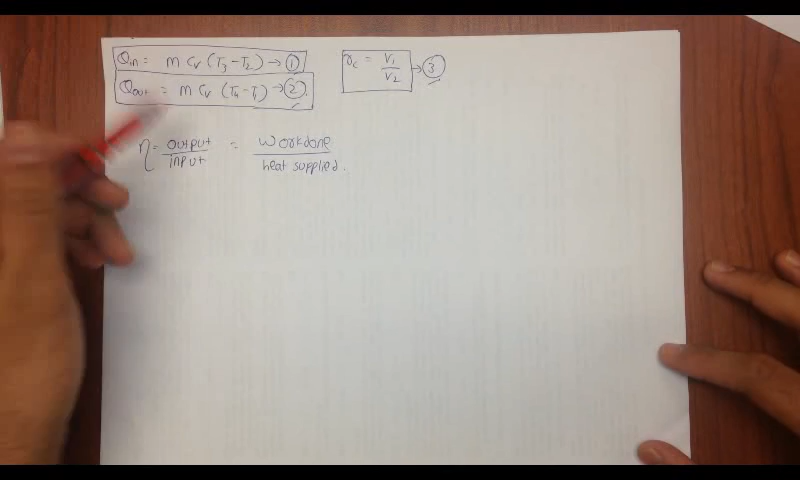 Qin = m Cv (T3 - T2) → 1
Qout = m Cv (T4 - T1) → 2
rc = V1/V2 → 3
η = output/input = Workdone/heat supplied.